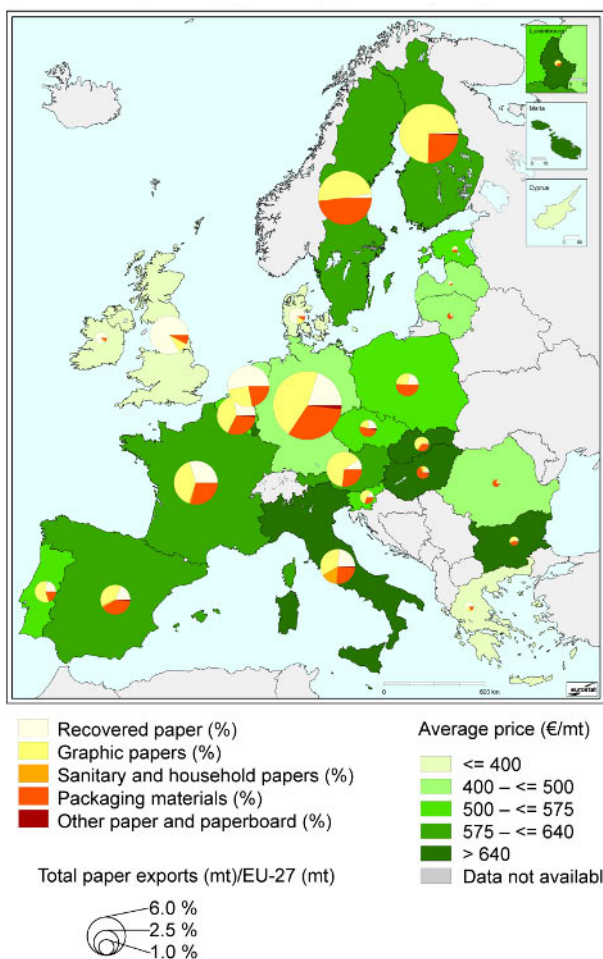 Luxembourg
Malta
Cyprus
0
600 km
eurostat
Recovered paper (%)
Graphic papers (%)
Sanitary and household papers (%)
Packaging materials (%)
Other paper and paperboard (%)
Average price (€/mt)
<= 400
400 – <= 500
500 – <= 575
575 – <= 640
> 640
Data not availabl
Total paper exports (mt)/EU-27 (mt)
6.0 %
2.5 %
1.0 %